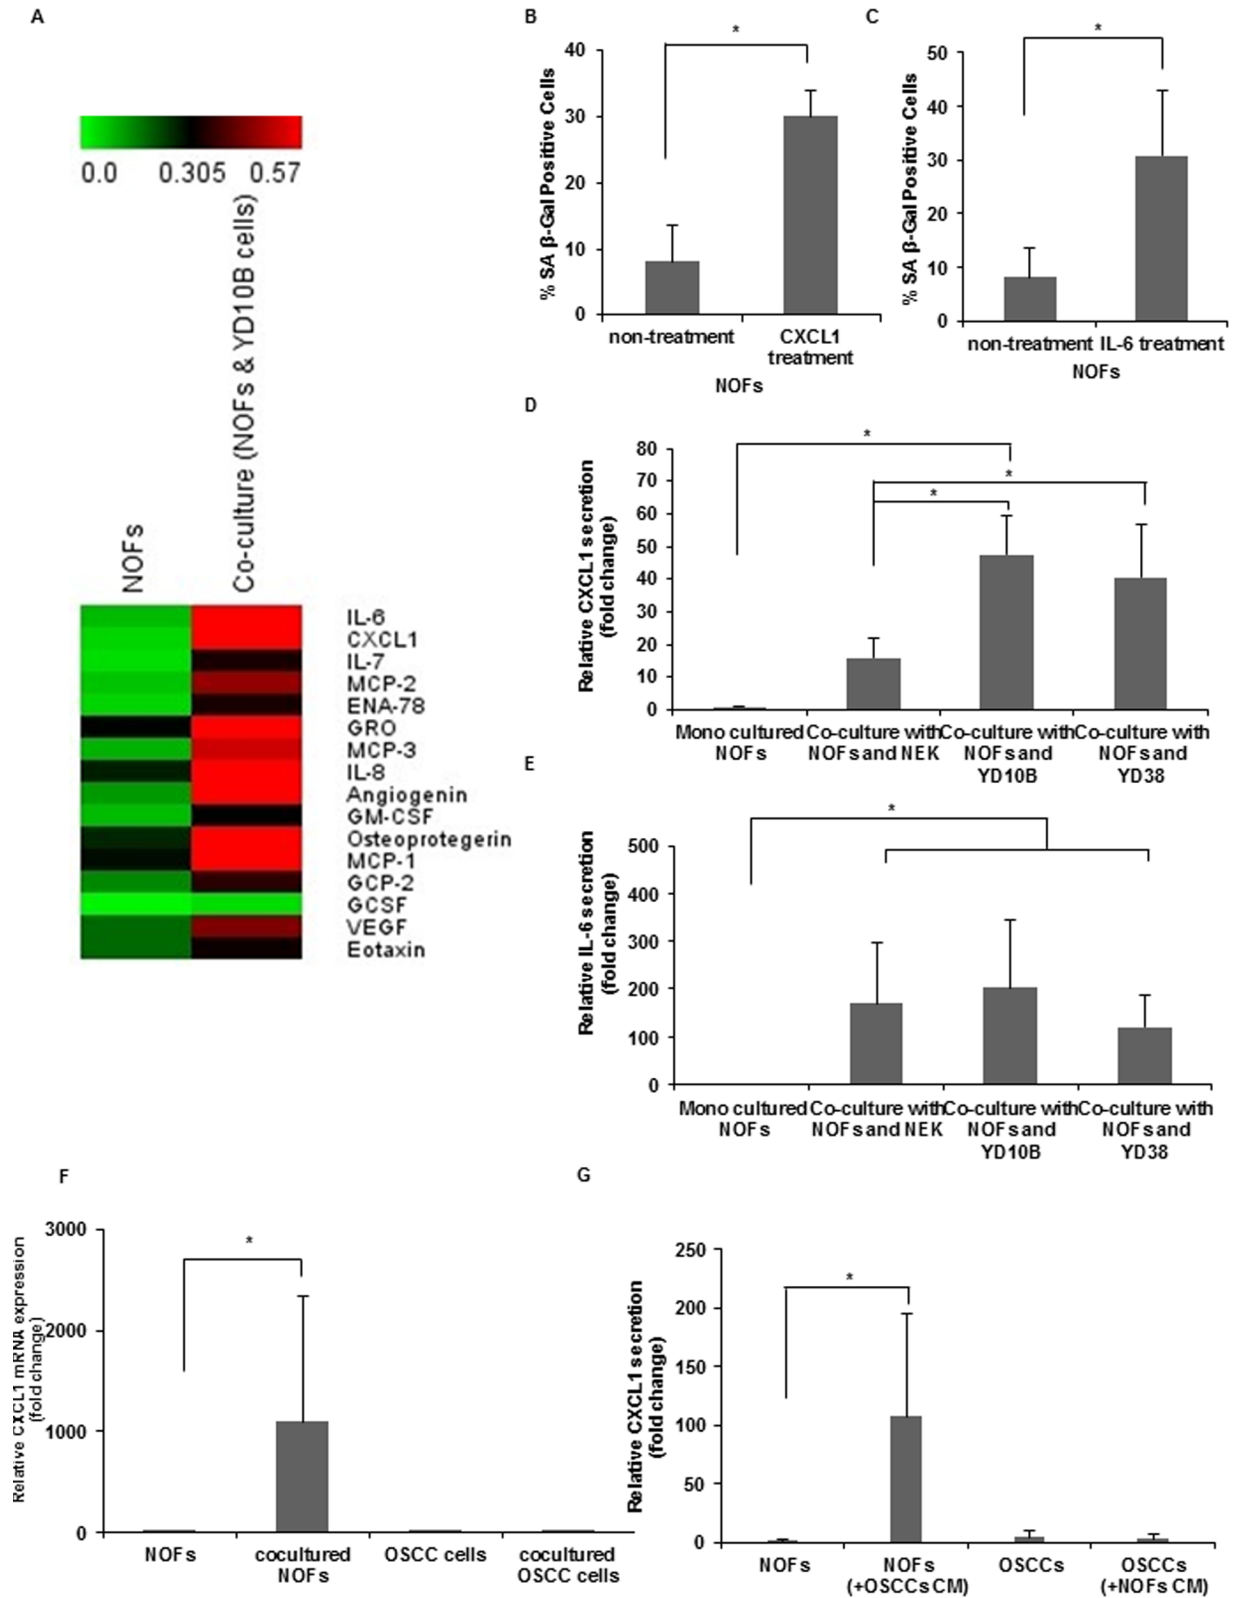 A
0.0 0.305 0.57
NOFs
Co-culture (NOFs & YD10B cells)
IL-6
CXCL1
IL-7
MCP-2
ENA-78
GRO
MCP-3
IL-8
Angiogenin
GM-CSF
Osteoprotegerin
MCP-1
GCP-2
GCSF
VEGF
Eotaxin
B
% SA β-Gal Positive Cells
40
30
20
10
0
*
non-treatment
CXCL1
treatment
NOFs
C
% SA β-Gal Positive Cells
50
40
30
20
10
0
*
non-treatment IL-6 treatment
NOFs
D
Relative CXCL1 secretion
(fold change)
80
70
60
50
40
30
20
10
0
*
*
*
Mono cultured
NOFs
Co-culture with
NOFs and NEK
Co-culture with
NOFs and
YD10B
Co-culture with
NOFs and
YD38
E
Relative IL-6 secretion
(fold change)
500
400
300
200
100
0
*
Mono cultured
NOFs
Co-culture with
NOFs and NEK
Co-culture with
NOFs and
YD10B
Co-culture with
NOFs and
YD38
F
Relative CXCL1 mRNA expression
(fold change)
3000
2000
1000
0
*
NOFs
cocultured
NOFs
OSCC cells
cocultured
OSCC cells
G
Relative CXCL1 secretion
(fold change)
250
200
150
100
50
0
*
NOFs
NOFs
(+OSCCs CM)
OSCCs
OSCCs
(+NOFs CM)